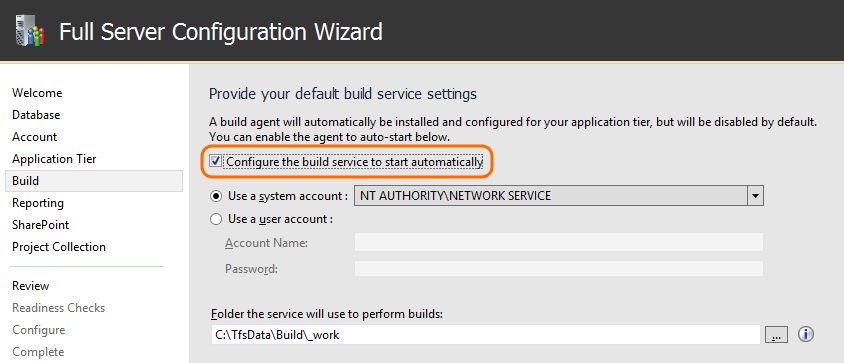 Full Server Configuration Wizard
Welcome
Database
Account
Application Tier
Build
Reporting
SharePoint
Project Collection
Review
Readiness Checks
Configure
Complete
Provide your default build service settings
A build agent will automatically be installed and configured for your application tier, but will be disabled by default.
You can enable the agent to auto-start below.
Configure the build service to start automatically
Use a system account : NT AUTHORITY\NETWORK SERVICE
Use a user account :
Account Name:
Password:
Folder the service will use to perform builds:
C:\TfsData\Build\_work ... i